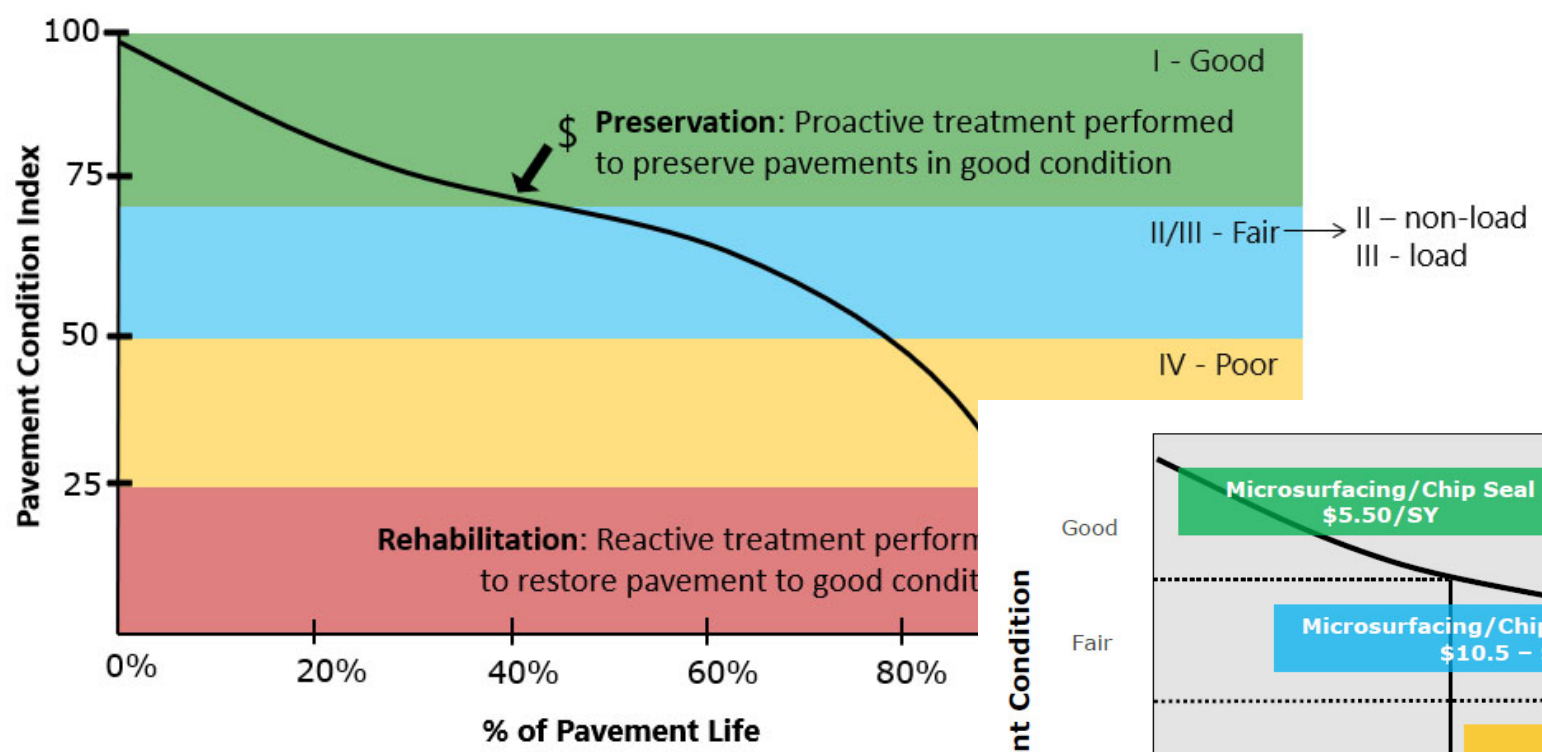 100
I - Good
$ Preservation: Proactive treatment performed
to preserve pavements in good condition
75
II/III - Fair
II – non-load
III - load
50
IV - Poor
25
Rehabilitation: Reactive treatment perform
to restore pavement to good condit
Pavement Condition Index
0%
20%
40%
60%
80%
% of Pavement Life
Microsurfacing/Chip Seal
$5.50/SY
Good
Microsurfacing/Chip
$10.5 –
Fair
nt Condition